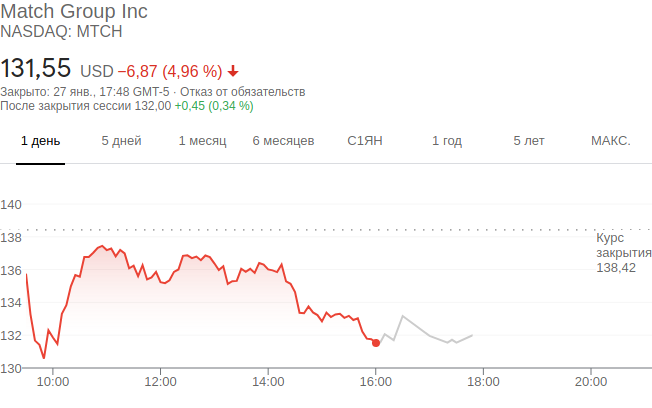 Match Group Inc
NASDAQ: MTCH
131,55 USD −6,87 (4,96 %)
Закрыто: 27 янв., 17:48 GMT-5 · Отказ от обязательств
После закрытия сессии 132,00 +0,45 (0,34 %)
1 день 5 дней 1 месяц 6 месяцев С1ЯН 1 год 5 лет МАКС.
140
138
Курс
закрытия
138,42
136
134
132
130
10:00 12:00 14:00 16:00 18:00 20:00